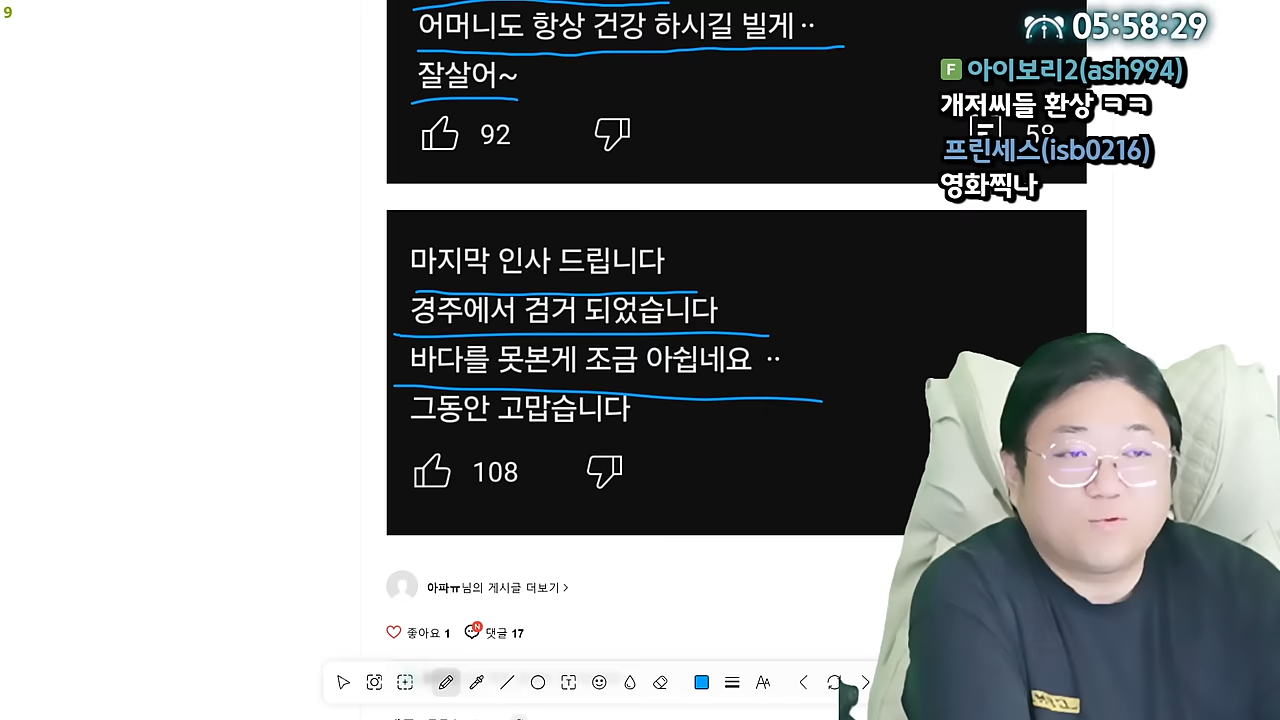 9
어머니도 항상 건강 하시길 빌게··
잘살어~
92
05:58:29
F 아이보리2(ash994)
개저씨들 환상 ㅋㅋ
프린세스(isb0216)
영화찍나
마지막 인사 드립니다
경주에서 검거 되었습니다
바다를 못본게 조금 아쉽네요 ··
그동안 고맙습니다
108
아파ㅠ님의 게시글 더보기 >
좋아요 1
N
댓글 17